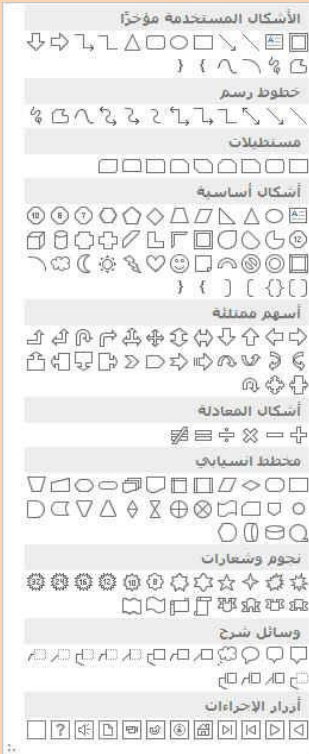 الأشكال المستخدمة مؤخرًا
خطوط رسم
مستطيلات
أشكال أساسية
أسهم ممتلئة
أشكال المعادلة
مخطط انسيابي
نجوم وشعارات
وسائل شرح
أزرار الإجراءات